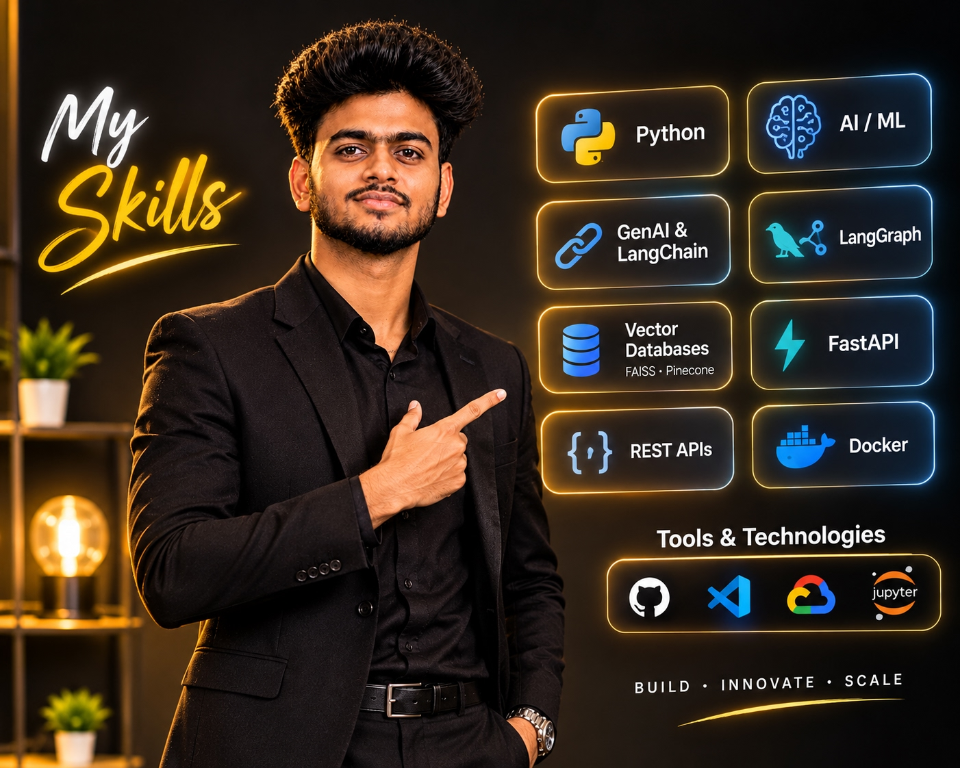 My
Skills
Python
AI / ML
GenAI &
LangChain
LangGraph
Vector
Databases
FAISS • Pinecone
FastAPI
REST APIs
Docker
Tools & Technologies
jupyter
BUILD • INNOVATE • SCALE